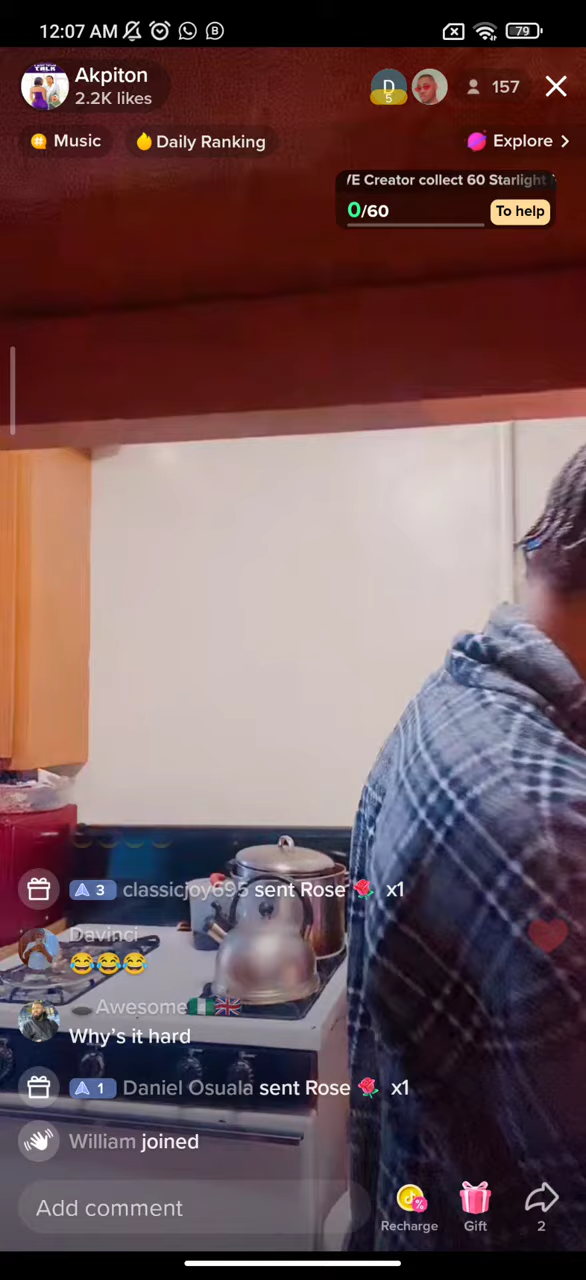 12:07 AM
79
TALK
Akpiton
2.2K likes
D
5
157
Music
Daily Ranking
Explore
/E Creator collect 60 Starlight
0/60
To help
3 classicjoy695 sent Rose 🌹 x1
Davinci
😂😂😂
Awesome🇳🇬🇬🇧
Why's it hard
1 Daniel Osuala sent Rose 🌹 x1
William joined
Add comment
Recharge
Gift
2